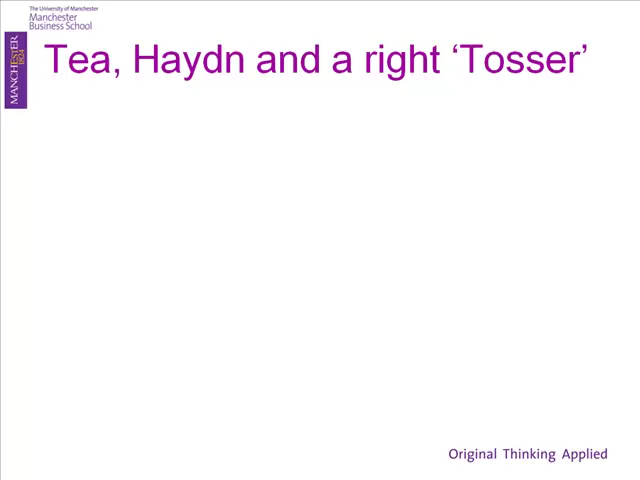 The University of Manchester
Manchester
Business School
MANCHESTER
1824
Tea, Haydn and a right ‘Tosser’
Original Thinking Applied